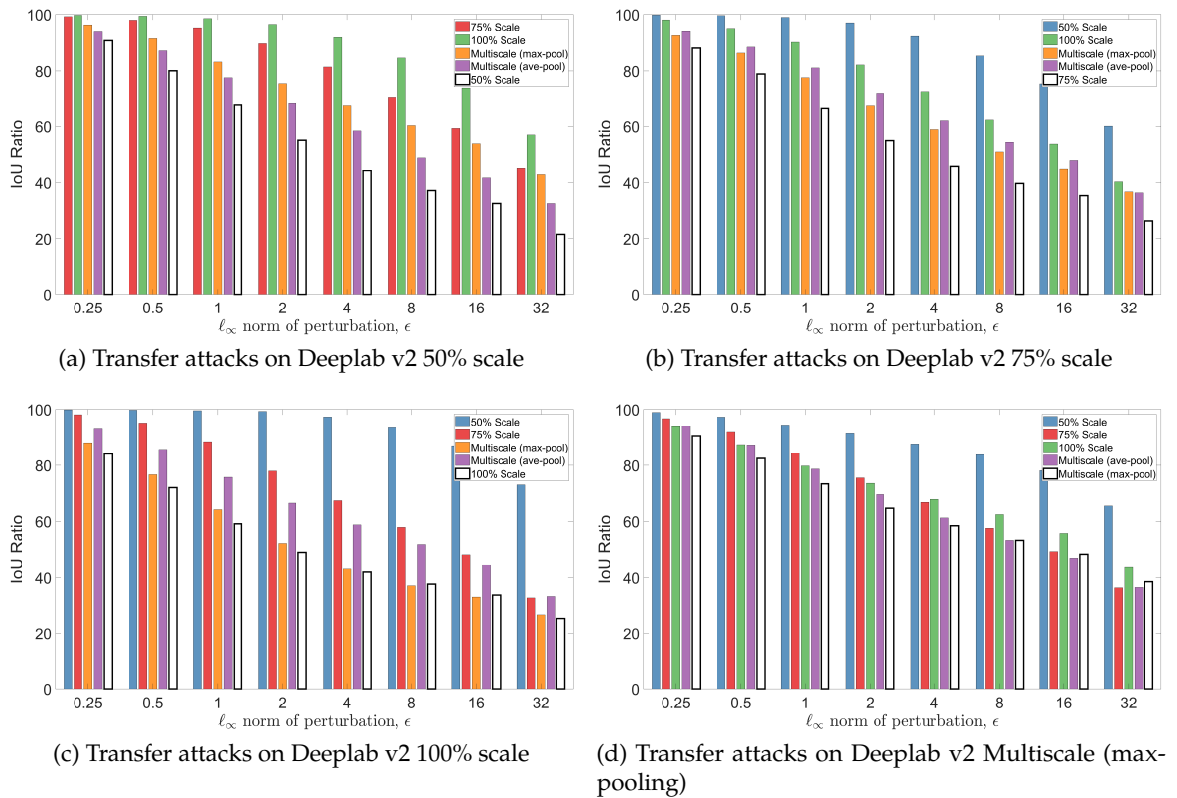 100
80
60
40
20
0
IoU Ratio
75% Scale
100% Scale
Multiscale (max-pool)
Multiscale (ave-pool)
50% Scale
0.25 0.5 1 2 4 8 16 32
ℓ∞ norm of perturbation, ϵ
(a) Transfer attacks on Deeplab v2 50% scale
100
80
60
40
20
0
IoU Ratio
50% Scale
100% Scale
Multiscale (max-pool)
Multiscale (ave-pool)
75% Scale
0.25 0.5 1 2 4 8 16 32
ℓ∞ norm of perturbation, ϵ
(b) Transfer attacks on Deeplab v2 75% scale
100
80
60
40
20
0
IoU Ratio
50% Scale
75% Scale
Multiscale (max-pool)
Multiscale (ave-pool)
100% Scale
0.25 0.5 1 2 4 8 16 32
ℓ∞ norm of perturbation, ϵ
(c) Transfer attacks on Deeplab v2 100% scale
100
80
60
40
20
0
IoU Ratio
50% Scale
75% Scale
100% Scale
Multiscale (ave-pool)
Multiscale (max-pool)
0.25 0.5 1 2 4 8 16 32
ℓ∞ norm of perturbation, ϵ
(d) Transfer attacks on Deeplab v2 Multiscale (max-
pooling)